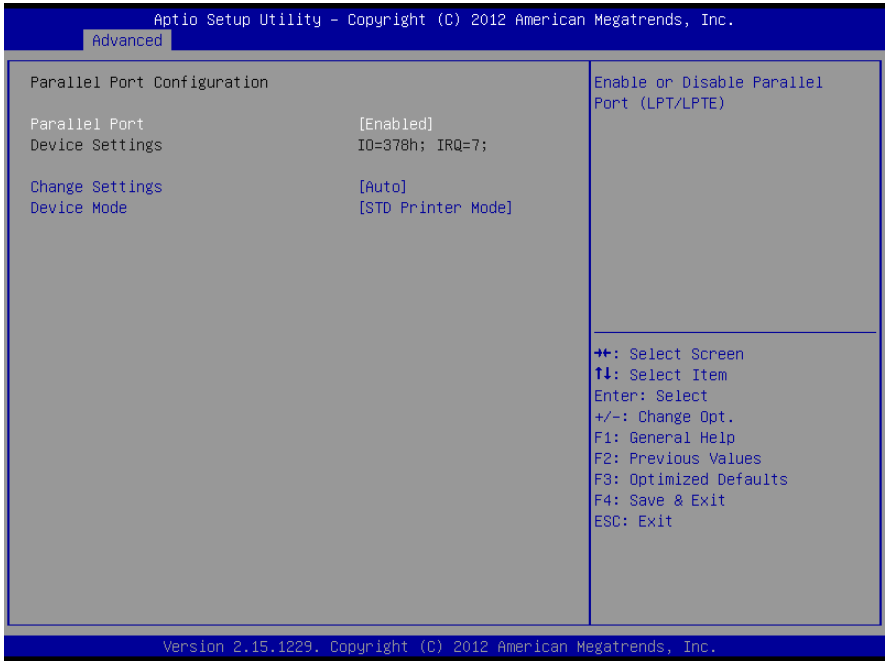 Aptio Setup Utility – Copyright (C) 2012 American Megatrends, Inc.
Advanced
Parallel Port Configuration
Parallel Port [Enabled]
Device Settings IO=378h; IRQ=7;
Change Settings [Auto]
Device Mode [STD Printer Mode]
Enable or Disable Parallel
Port (LPT/LPTE)
→←: Select Screen
↑↓: Select Item
Enter: Select
+/-: Change Opt.
F1: General Help
F2: Previous Values
F3: Optimized Defaults
F4: Save & Exit
ESC: Exit
Version 2.15.1229. Copyright (C) 2012 American Megatrends, Inc.